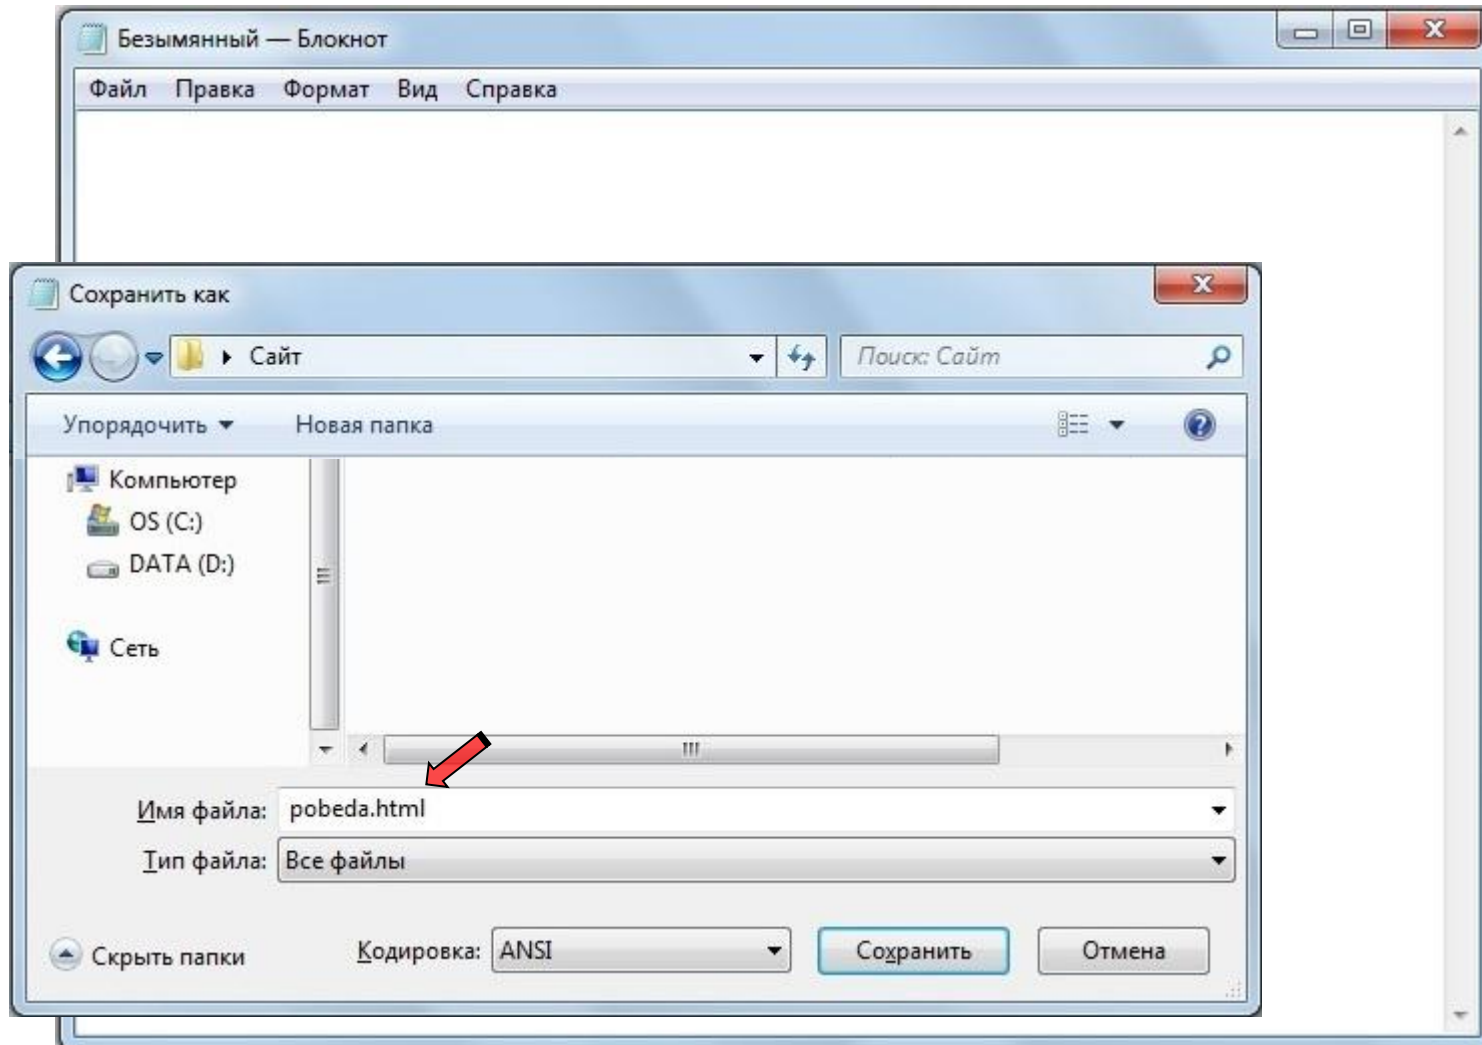 Безымянный — Блокнот
Файл Правка Формат Вид Справка
Сохранить как
Сайт
Поиск: Сайт
Упорядочить Новая папка
Компьютер
OS (C:)
DATA (D:)
Сеть
Имя файла: pobeda.html
Тип файла: Все файлы
Скрыть папки Кодировка: ANSI Сохранить Отмена